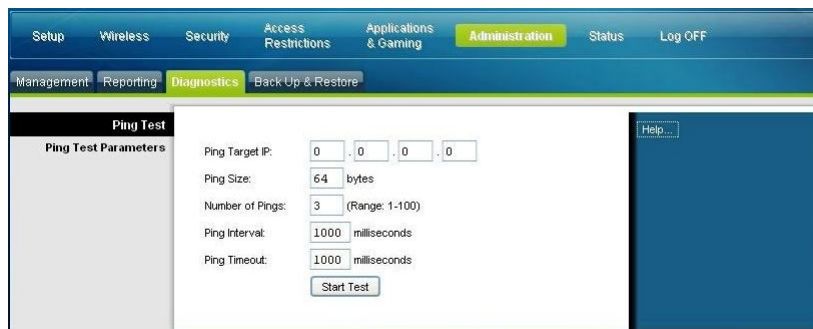 Setup Wireless Security Access Restrictions Applications & Gaming Administration Status Log OFF
Management Reporting Diagnostics Back Up & Restore
Ping Test
Help...
Ping Test Parameters
Ping Target IP: 0 . 0 . 0 . 0
Ping Size: 64 bytes
Number of Pings: 3 (Range: 1-100)
Ping Interval: 1000 milliseconds
Ping Timeout: 1000 milliseconds
Start Test